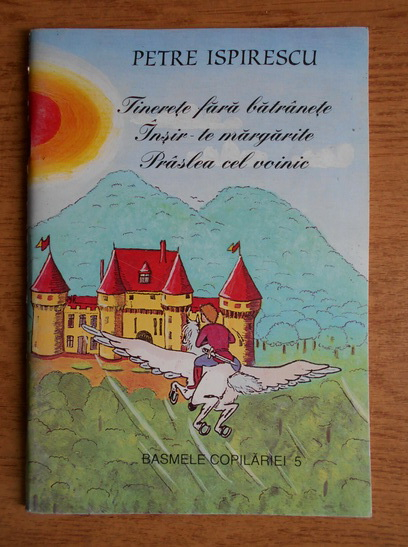 PETRE ISPIRESCU
Tinerețe fără bătrânețe
Înșir-te mărgărite
Prâslea cel voinic
BASMELE COPILĂRIEI 5